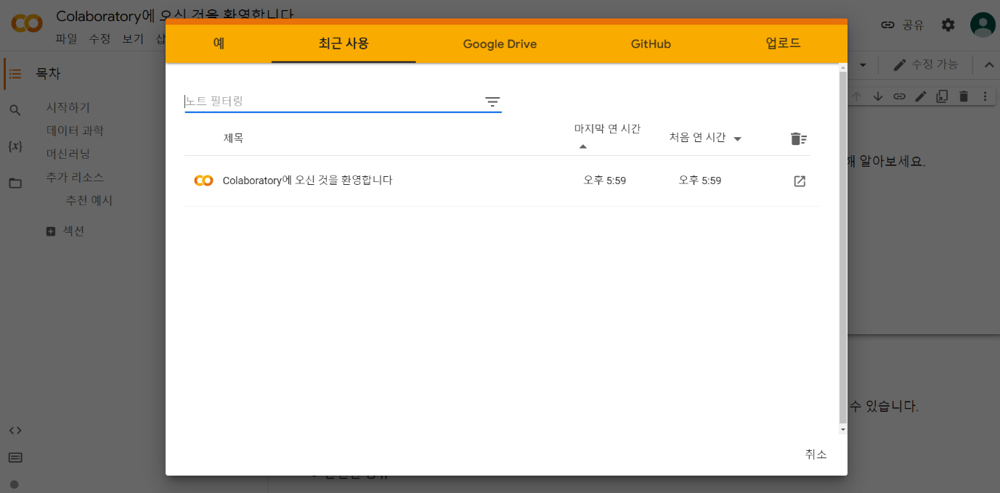 Colaboratory에 오신 것을 환영합니다
파일 수정 보기 삽
공유
예 최근 사용 Google Drive GitHub 업로드
목차
수정 가능
노트 필터링
시작하기
데이터 과학
머신러닝
추가 리소스
추천 예시
섹션
제목 마지막 연 시간 처음 연 시간
해 알아보세요.
Colaboratory에 오신 것을 환영합니다 오후 5:59 오후 5:59
수 있습니다.
취소